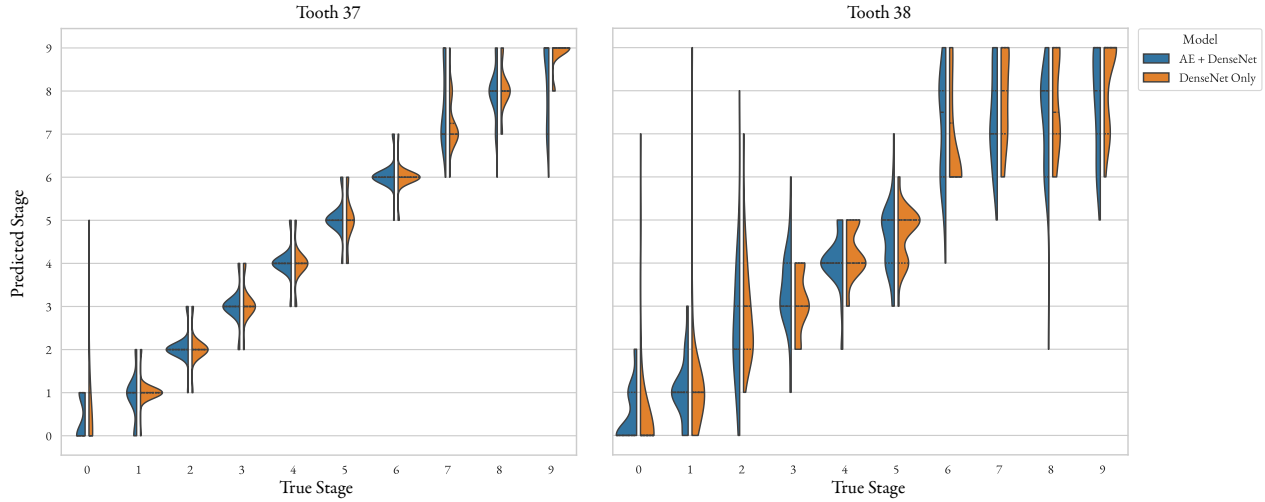 Tooth 37
Tooth 38
Model
AE + DenseNet
DenseNet Only
Predicted Stage
9
8
7
6
5
4
3
2
1
0
0 1 2 3 4 5 6 7 8 9
0 1 2 3 4 5 6 7 8 9
True Stage
True Stage